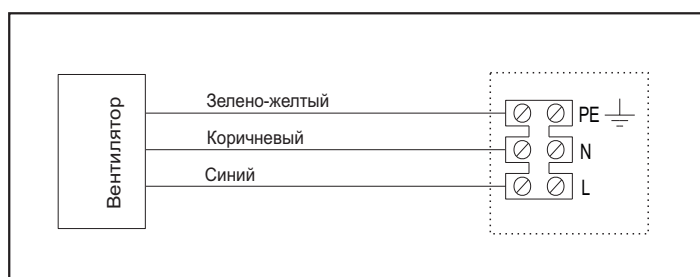 Вентилятор
Зелено-желтый
Коричневый
Синий
PE
N
L